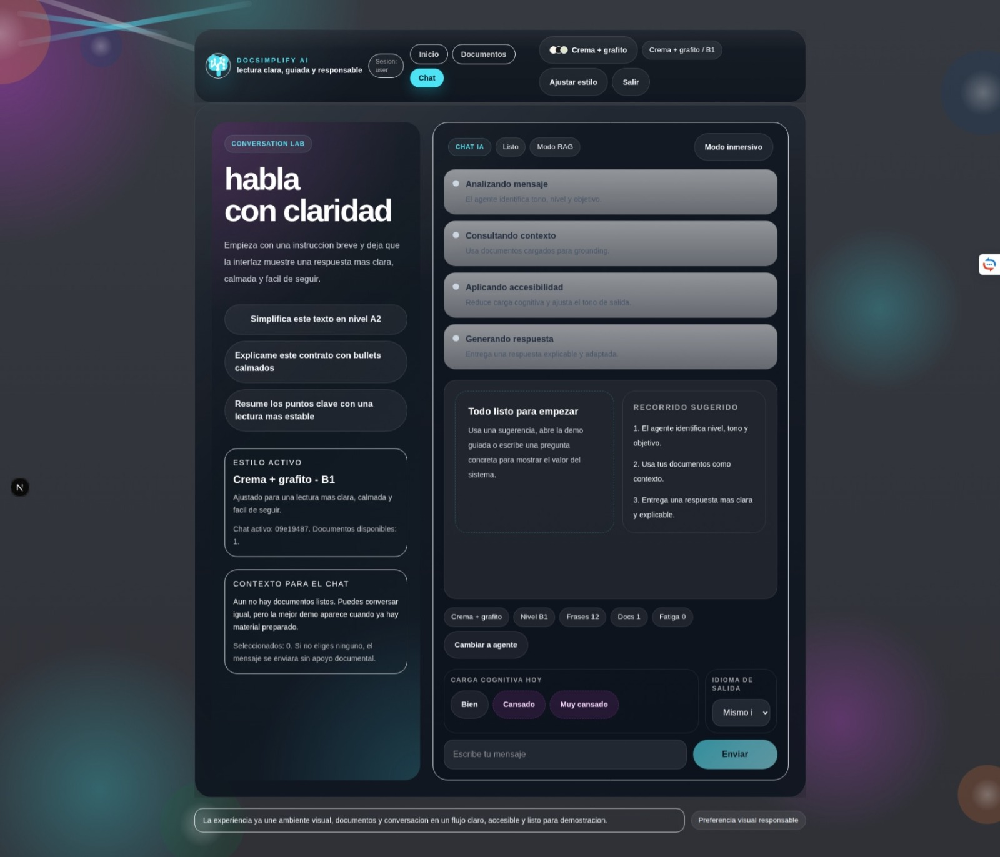 DOCSIMPLIFY AI
lectura clara, guiada y responsable
Sesion:
user
Inicio
Documentos
Chat
Crema + grafito
Crema + grafito / B1
Ajustar estilo
Salir
CONVERSATION LAB
habla
con claridad
Empieza con una instruccion breve y deja que
la interfaz muestre una respuesta mas clara,
calmada y facil de seguir.
Simplifica este texto en nivel A2
Explicame este contrato con bullets
calmados
Resume los puntos clave con una
lectura mas estable
ESTILO ACTIVO
Crema + grafito - B1
Ajustado para una lectura mas clara, calmada y
facil de seguir.
Chat activo: 09e19487. Documentos disponibles:
1.
CONTEXTO PARA EL CHAT
Aun no hay documentos listos. Puedes conversar
igual, pero la mejor demo aparece cuando ya hay
material preparado.
Seleccionados: 0. Si no eliges ninguno, el
mensaje se enviara sin apoyo documental.
CHAT IA
Listo
Modo RAG
Modo inmersivo
Analizando mensaje
El agente identifica tono, nivel y objetivo.
Consultando contexto
Usa documentos cargados para grounding.
Aplicando accesibilidad
Reduce carga cognitiva y ajusta el tono de salida.
Generando respuesta
Entrega una respuesta explicable y adaptada.
Todo listo para empezar
Usa una sugerencia, abre la demo
guiada o escribe una pregunta
concreta para mostrar el valor del
sistema.
RECORRIDO SUGERIDO
1. El agente identifica nivel, tono y
objetivo.
2. Usa tus documentos como
contexto.
3. Entrega una respuesta mas clara
y explicable.
Crema + grafito
Nivel B1
Frases 12
Docs 1
Fatiga 0
Cambiar a agente
CARGA COGNITIVA HOY
Bien
Cansado
Muy cansado
IDIOMA DE
SALIDA
Mismo i
Escribe tu mensaje
Enviar
La experiencia ya une ambiente visual, documentos y conversacion en un flujo claro, accesible y listo para demostracion.
Preferencia visual responsable
N